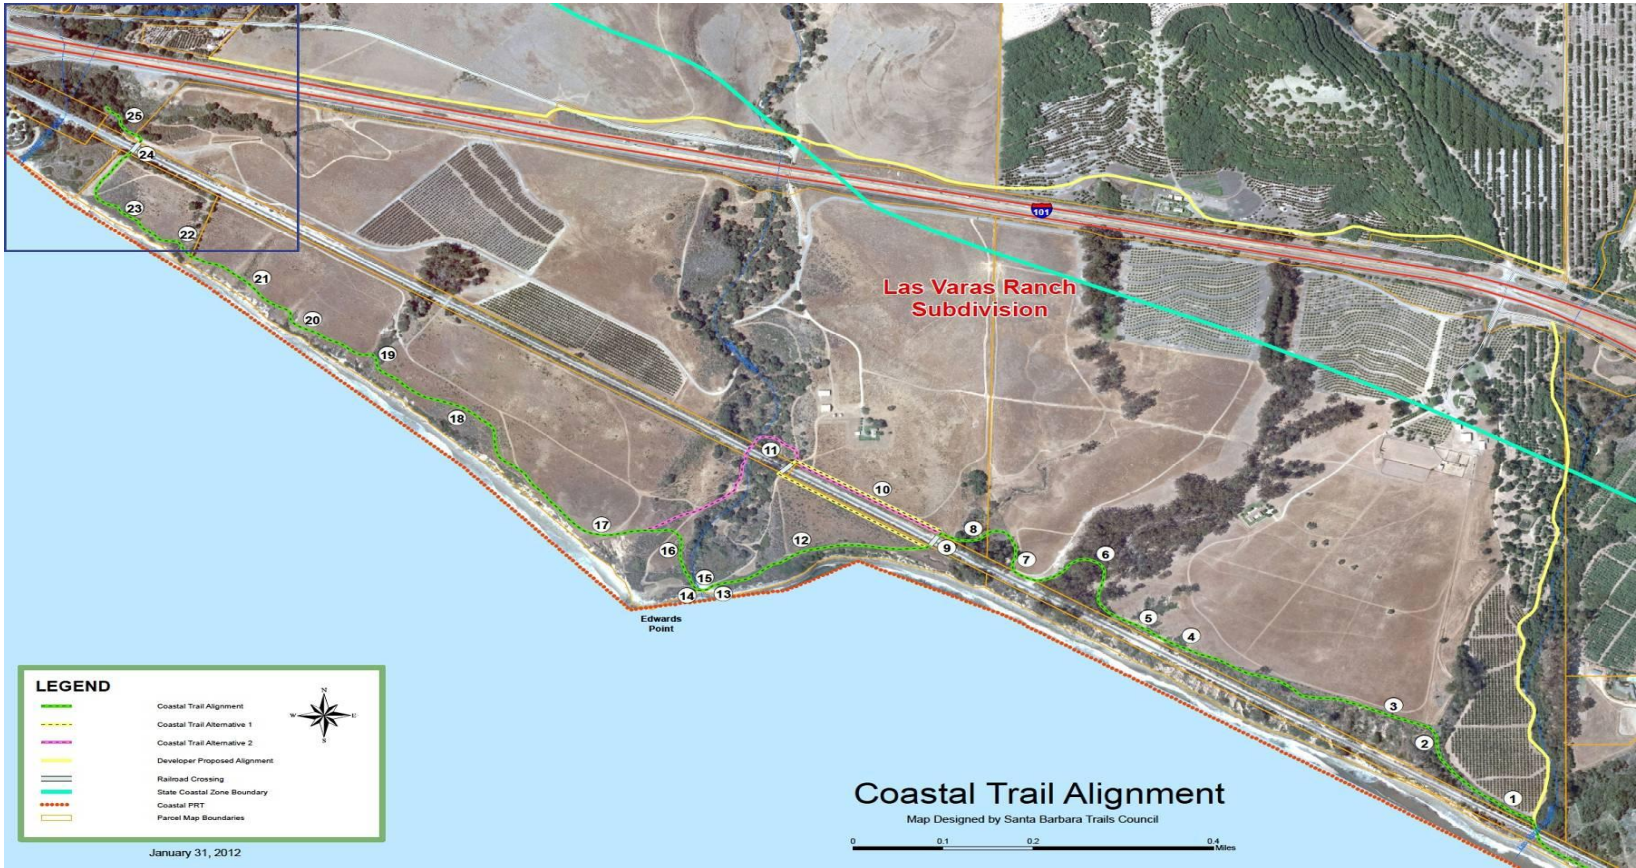 25
24
23
22
21
20
19
18
17
16
15
14
13
12
11
10
9
8
7
6
5
4
3
2
1
101
Las Varas Ranch
Subdivision
Edwards
Point
LEGEND
Coastal Trail Alignment
Coastal Trail Alternative 1
Coastal Trail Alternative 2
Developer Proposed Alignment
Railroad Crossing
State Coastal Zone Boundary
Coastal PRT
Parcel Map Boundaries
N
W
S
January 31, 2012
Coastal Trail Alignment
Map Designed by Santa Barbara Trails Council
0 0.1 0.2 0.4
Miles